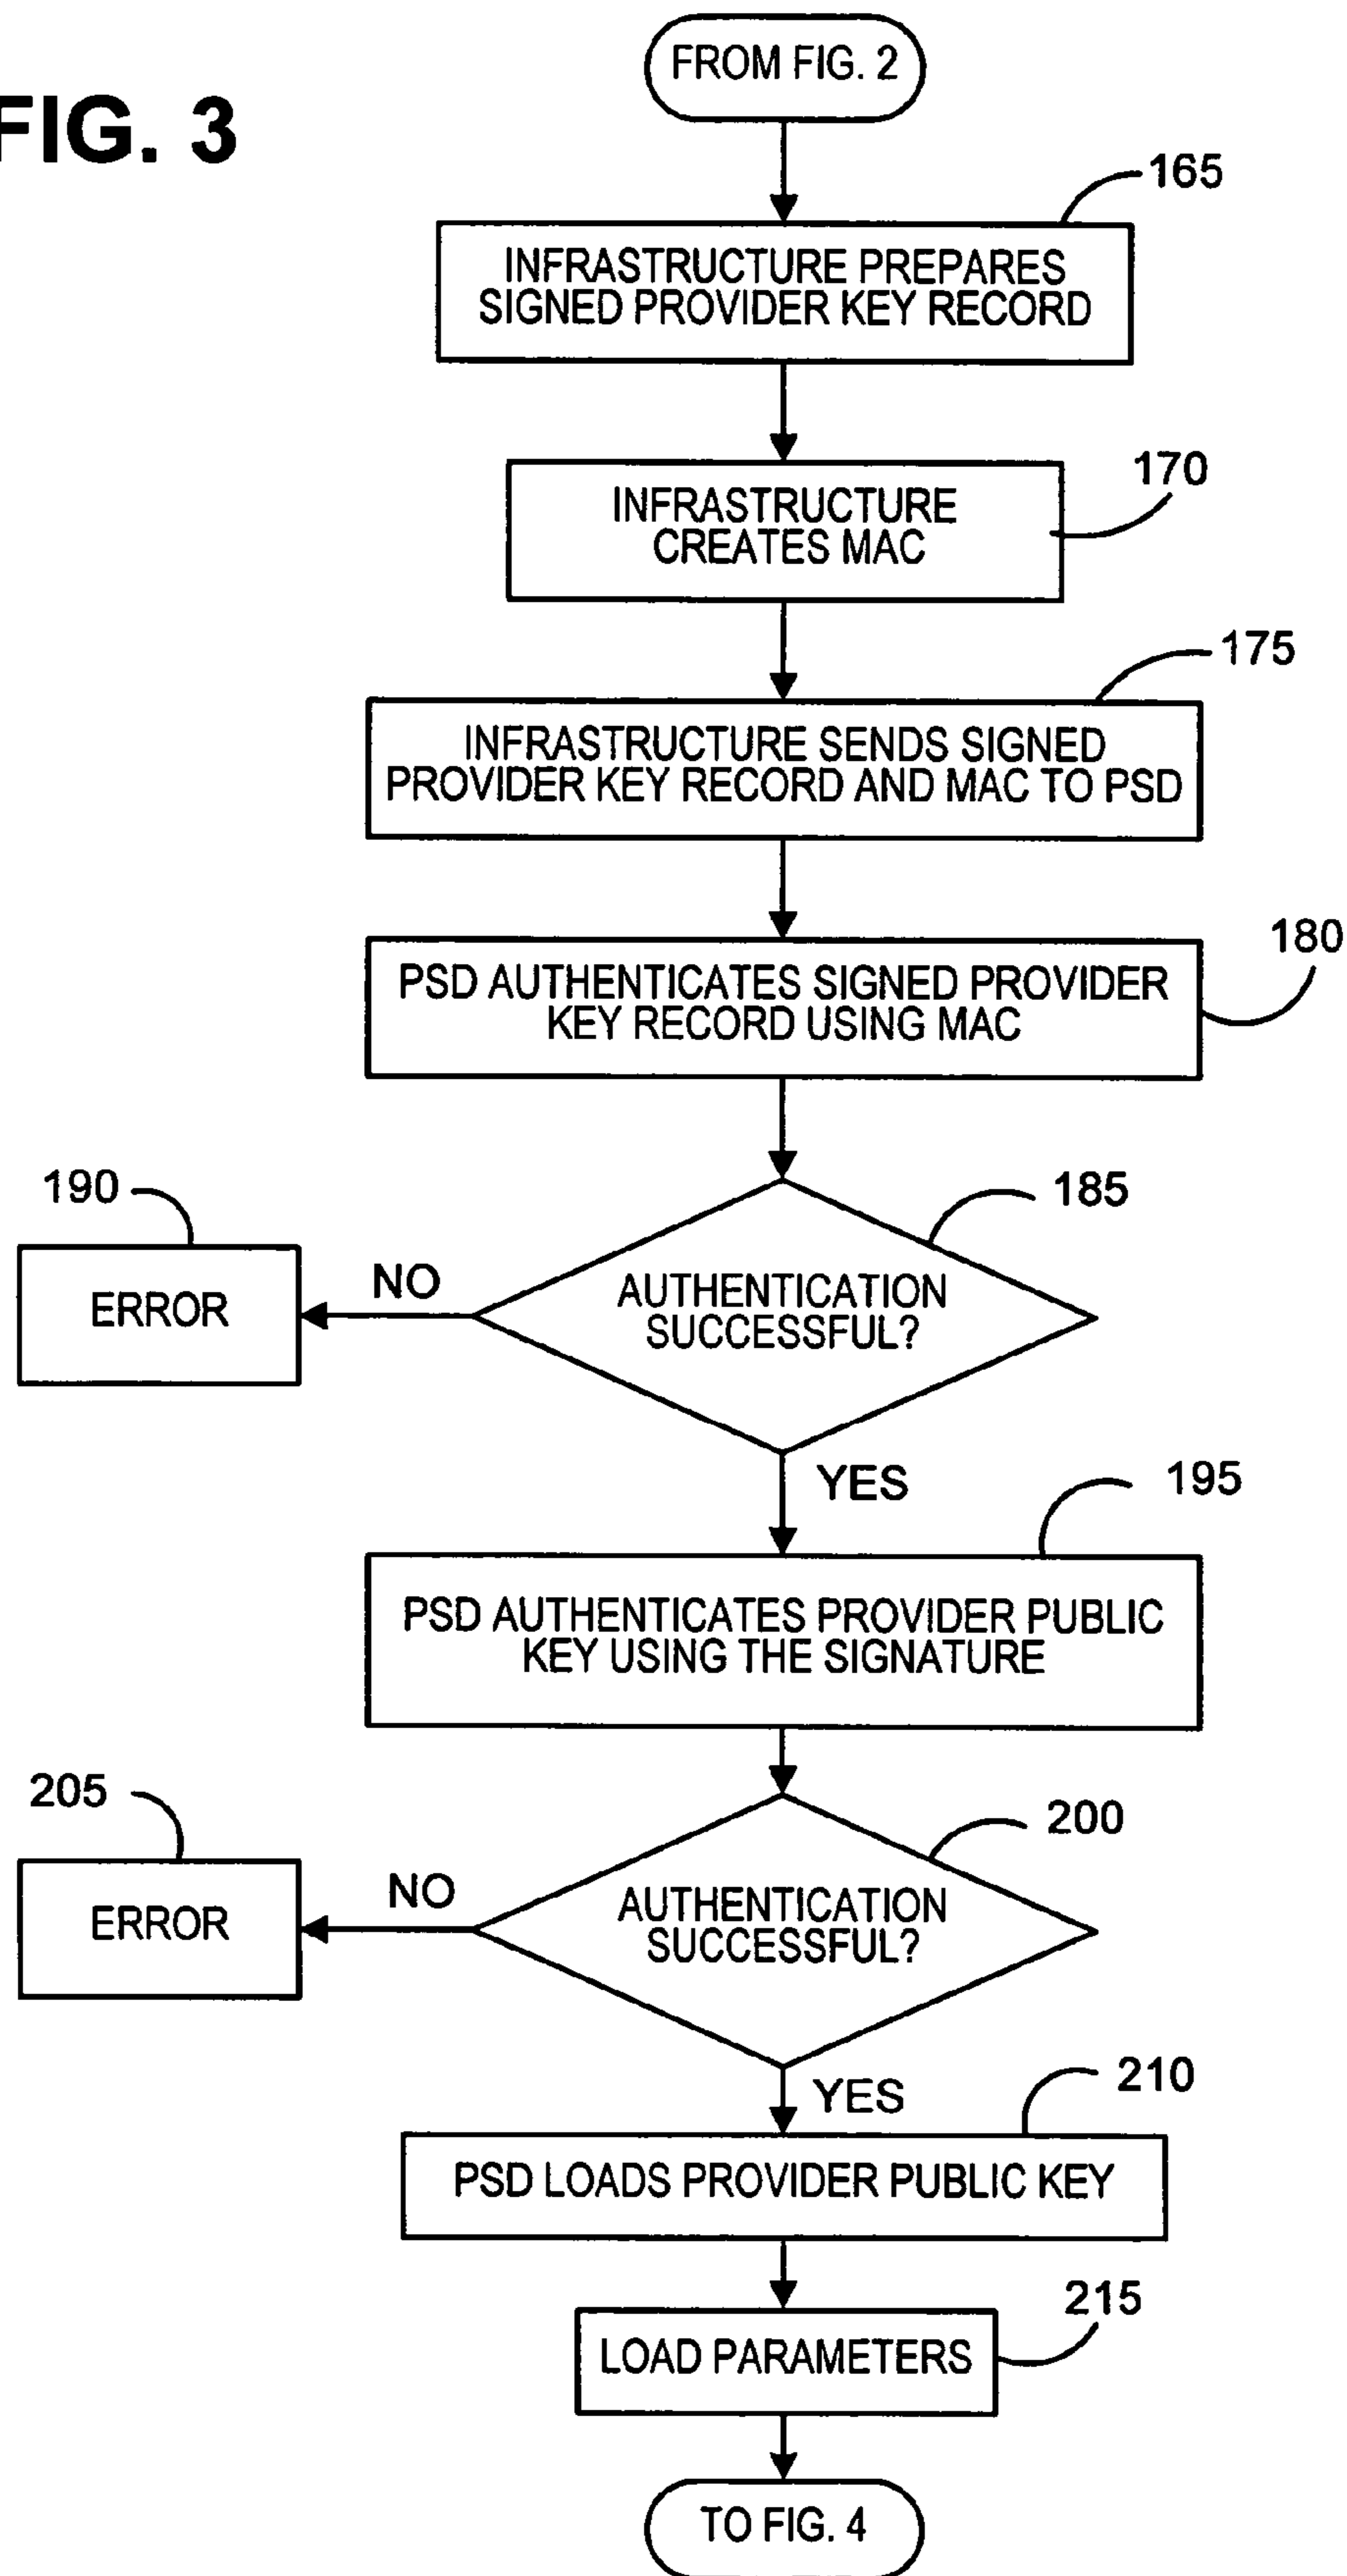 FROM FIG. 2
FIG. 3
165
INFRASTRUCTURE PREPARES
SIGNED PROVIDER KEY RECORD
170
INFRASTRUCTURE
CREATES MAC
175
INFRASTRUCTURE SENDS SIGNED
PROVIDER KEY RECORD AND MAC TO PSD
180
PSD AUTHENTICATES SIGNED PROVIDER
KEY RECORD USING MAC
185
AUTHENTICATION
SUCCESSFUL?
NO
190
ERROR
YES
195
PSD AUTHENTICATES PROVIDER PUBLIC
KEY USING THE SIGNATURE
200
AUTHENTICATION
SUCCESSFUL?
NO
205
ERROR
YES
210
PSD LOADS PROVIDER PUBLIC KEY
215
LOAD PARAMETERS
TO FIG. 4